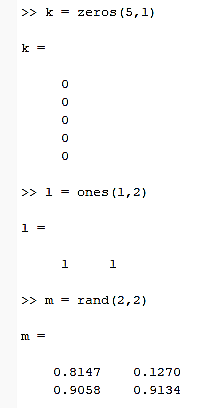 >> k = zeros(5,1)
k =
0
0
0
0
0
>> l = ones(1,2)
l =
1 1
>> m = rand(2,2)
m =
0.8147 0.1270
0.9058 0.9134